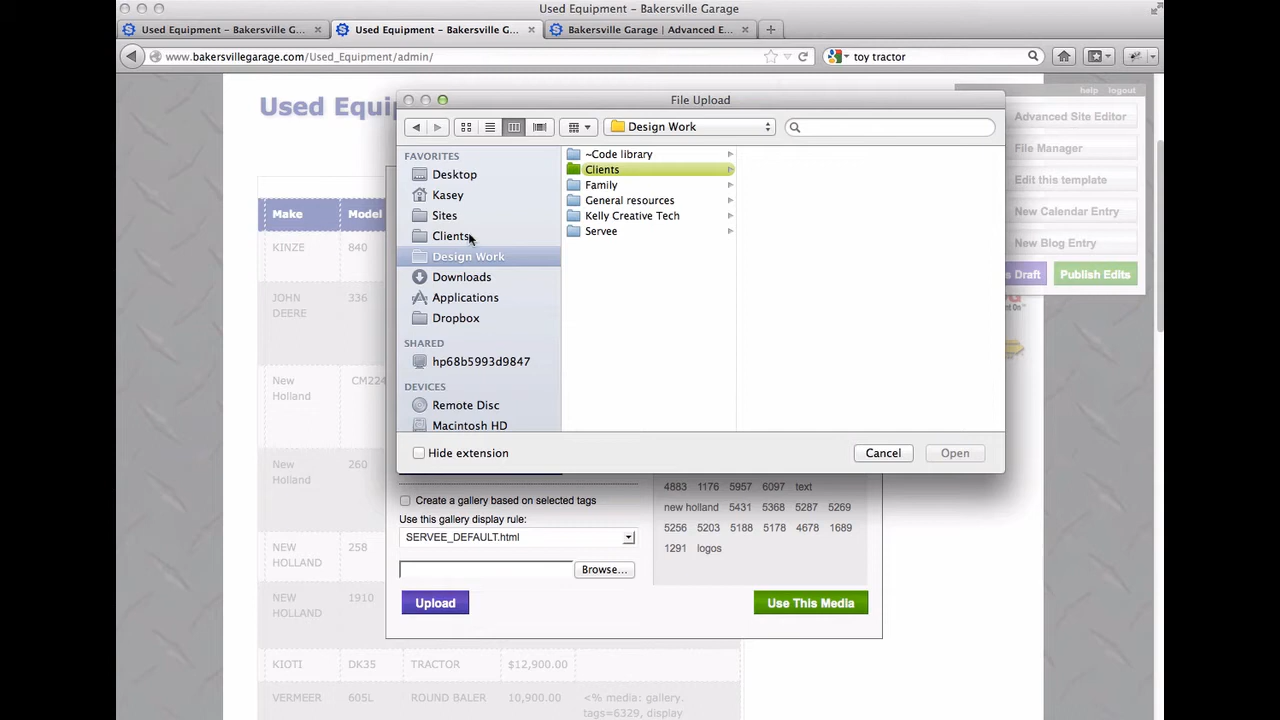 Used Equipment – Bakersville Garage
Used Equipment – Bakersville G...
Used Equipment – Bakersville G...
Bakersville Garage | Advanced E...
www.bakersvillegarage.com/Used_Equipment/admin/
toy tractor
Used Equi
help logout
Advanced Site Editor
File Manager
Edit this template
New Calendar Entry
New Blog Entry
s Draft
Publish Edits
File Upload
Design Work
FAVORITES
Desktop
Kasey
Sites
Clients
Design Work
Downloads
Applications
Dropbox
SHARED
hp68b5993d9847
DEVICES
Remote Disc
Macintosh HD
~Code library
Clients
Family
General resources
Kelly Creative Tech
Servee
Hide extension
Cancel
Open
Make Model
KINZE 840
JOHN DEERE 336
New Holland CM224
New Holland 260
NEW HOLLAND 258
NEW HOLLAND 1910
KIOTI DK35 TRACTOR $12,900.00
VERMEER 605L ROUND BALER 10,900.00 <% media: gallery.
tags=6329, display
Create a gallery based on selected tags
Use this gallery display rule:
SERVEE_DEFAULT.html
Browse...
Upload
4883 1176 5957 6097 text
new holland 5431 5368 5287 5269
5256 5203 5188 5178 4678 1689
1291 logos
Use This Media